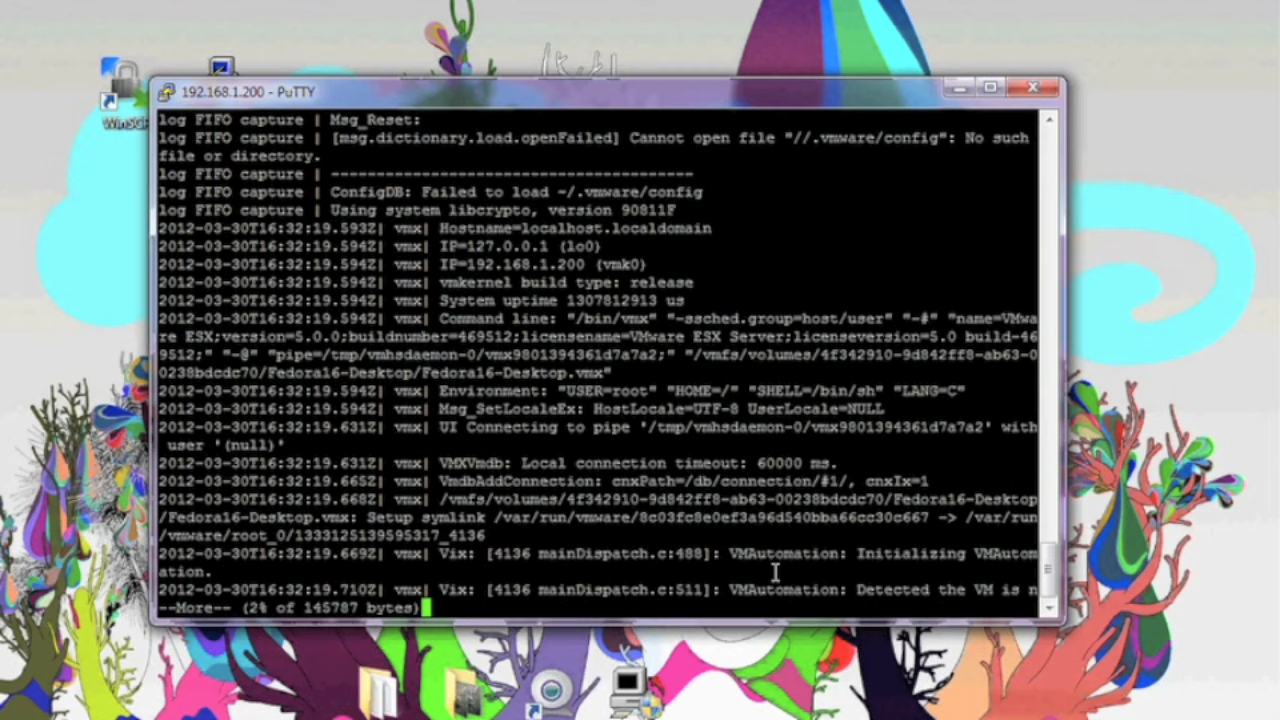 192.168.1.200 - PuTTY
WinSC
log FIFO capture | Msg_Reset:
log FIFO capture | [msg.dictionary.load.openFailed] Cannot open file "//.vmware/config": No such
file or directory.
log FIFO capture | ----------------------------------------
log FIFO capture | ConfigDB: Failed to load ~/.vmware/config
log FIFO capture | Using system libcrypto, version 90811F
2012-03-30T16:32:19.593Z| vmx| Hostname=localhost.localdomain
2012-03-30T16:32:19.594Z| vmx| IP=127.0.0.1 (lo0)
2012-03-30T16:32:19.594Z| vmx| IP=192.168.1.200 (vmk0)
2012-03-30T16:32:19.594Z| vmx| vmkernel build type: release
2012-03-30T16:32:19.594Z| vmx| System uptime 1307812913 us
2012-03-30T16:32:19.594Z| vmx| Command line: "/bin/vmx" "-ssched.group=host/user" "-#" "name=VMwa
re ESX;version=5.0.0;buildnumber=469512;licensename=VMware ESX Server;licenseversion=5.0 build-46
9512;" "-@" "pipe=/tmp/vmhsdaemon-0/vmx9801394361d7a7a2;" "/vmfs/volumes/4f342910-9d842ff8-ab63-0
0238bdcdc70/Fedora16-Desktop/Fedora16-Desktop.vmx"
2012-03-30T16:32:19.594Z| vmx| Environment: "USER=root" "HOME=/" "SHELL=/bin/sh" "LANG=C"
2012-03-30T16:32:19.594Z| vmx| Msg_SetLocaleEx: HostLocale=UTF-8 UserLocale=NULL
2012-03-30T16:32:19.631Z| vmx| UI Connecting to pipe '/tmp/vmhsdaemon-0/vmx9801394361d7a7a2' with
user '(null)'
2012-03-30T16:32:19.631Z| vmx| VMXVmdb: Local connection timeout: 60000 ms.
2012-03-30T16:32:19.665Z| vmx| VmdbAddConnection: cnxPath=/db/connection/#1/, cnxIx=1
2012-03-30T16:32:19.668Z| vmx| /vmfs/volumes/4f342910-9d842ff8-ab63-00238bdcdc70/Fedora16-Desktop
/Fedora16-Desktop.vmx: Setup symlink /var/run/vmware/8c03fc8e0ef3a96d540bba66cc30c667 -> /var/run
/vmware/root_0/1333125139595317_4136
2012-03-30T16:32:19.669Z| vmx| Vix: [4136 mainDispatch.c:488]: VMAutomation: Initializing VMAutom
ation.
2012-03-30T16:32:19.710Z| vmx| Vix: [4136 mainDispatch.c:511]: VMAutomation: Detected the VM is n
--More-- (2% of 145787 bytes)